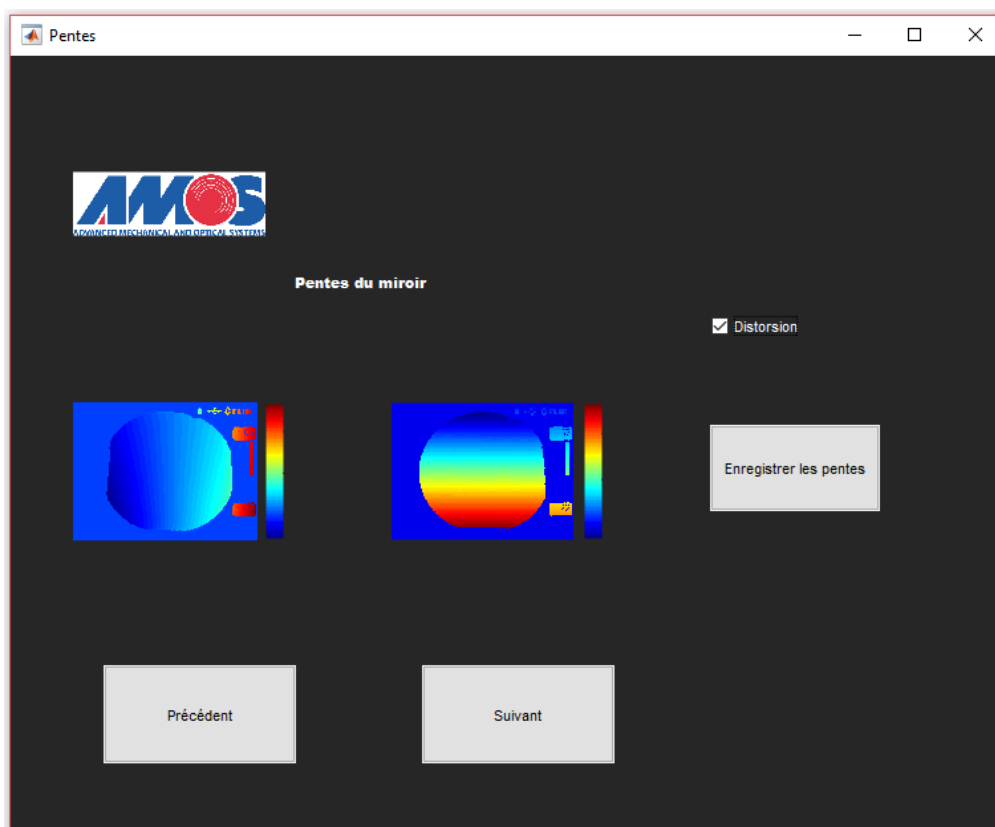 Pentes
AMOS
ADVANCED MECHANICAL AND OPTICAL SYSTEMS
Pentes du miroir
Distorsion
Enregistrer les pentes
Précédent
Suivant